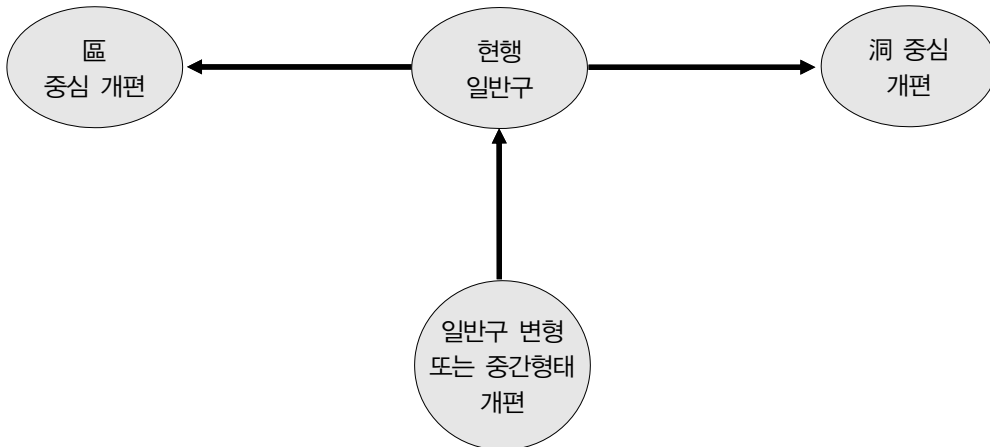 區
중심 개편
현행
일반구
洞 중심
개편
일반구 변형
또는 중간형태
개편